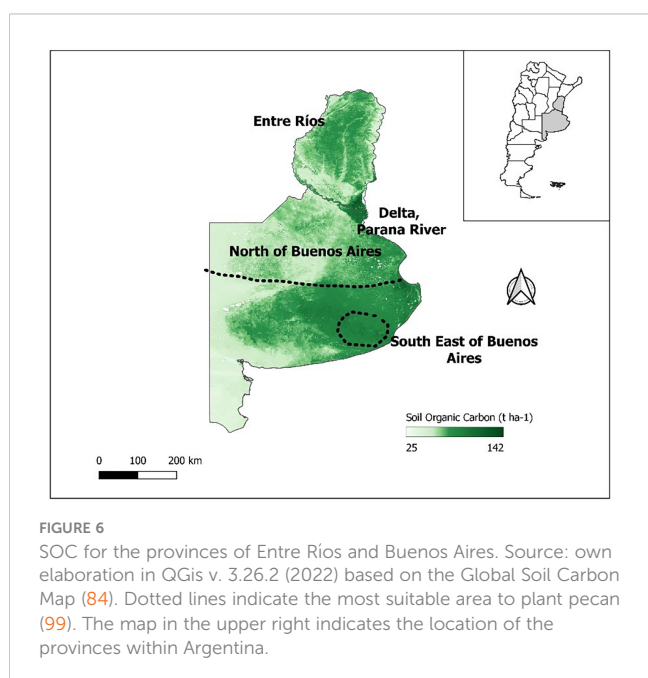 Entre Ríos
Delta,
Parana River
North of Buenos Aires
South East of Buenos
Aires
Soil Organic Carbon (t ha-1)
25 142
0 100 200 km
FIGURE 6
SOC for the provinces of Entre Ríos and Buenos Aires. Source: own
elaboration in QGis v. 3.26.2 (2022) based on the Global Soil Carbon
Map (84). Dotted lines indicate the most suitable area to plant pecan
(99). The map in the upper right indicates the location of the
provinces within Argentina.